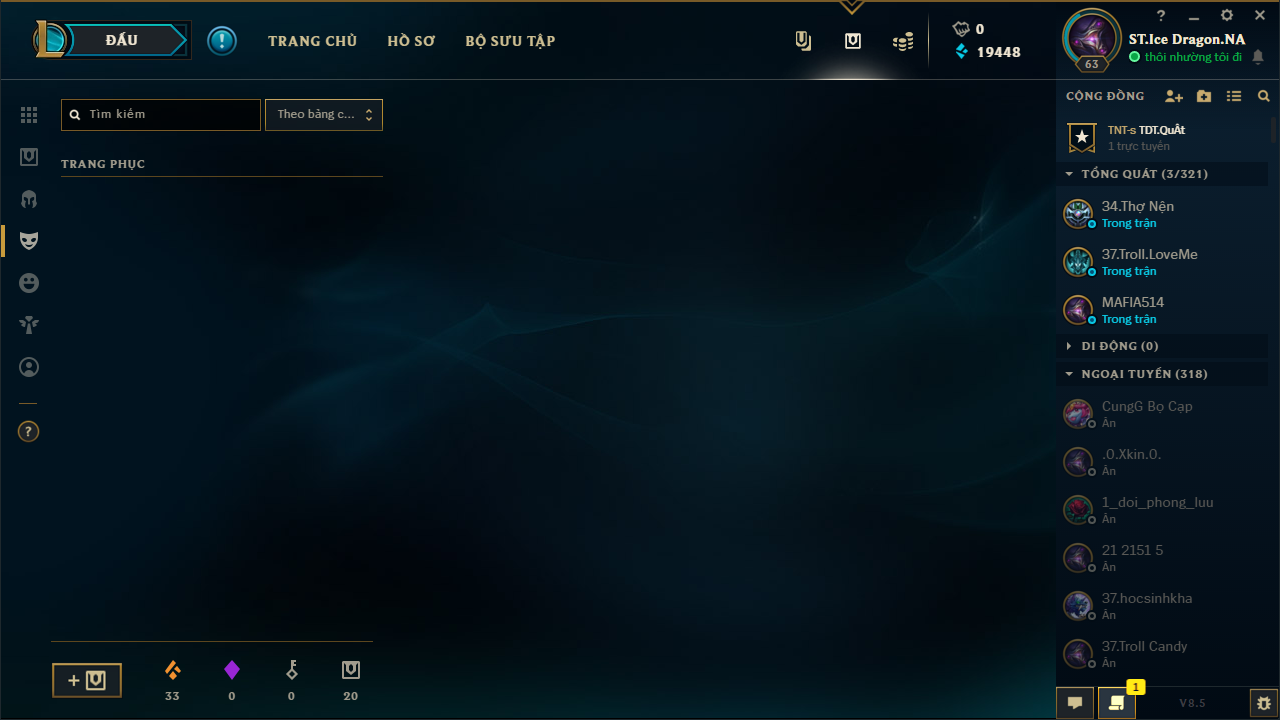 ĐẤU
TRANG CHỦ
HỒ SƠ
BỘ SƯU TẬP
0
19448
63
ST.Ice Dragon.NA
thôi nhường tôi đi
Tìm kiếm
Theo bảng c...
TRANG PHỤC
?
33
0
0
20
CỘNG ĐỒNG
TNT-s TDT.QuÂt
1 trực tuyến
TỔNG QUÁT (3/321)
34.Thợ Nện
Trong trận
37.Troll.LoveMe
Trong trận
MAFIA514
Trong trận
DI ĐỘNG (0)
NGOẠI TUYẾN (318)
CungG Bọ Cạp
Ẩn
.0.Xkin.0.
Ẩn
1_doi_phong_luu
Ẩn
21 2151 5
Ẩn
37.hocsinhkha
Ẩn
37.Troll Candy
Ẩn
1
V8.5